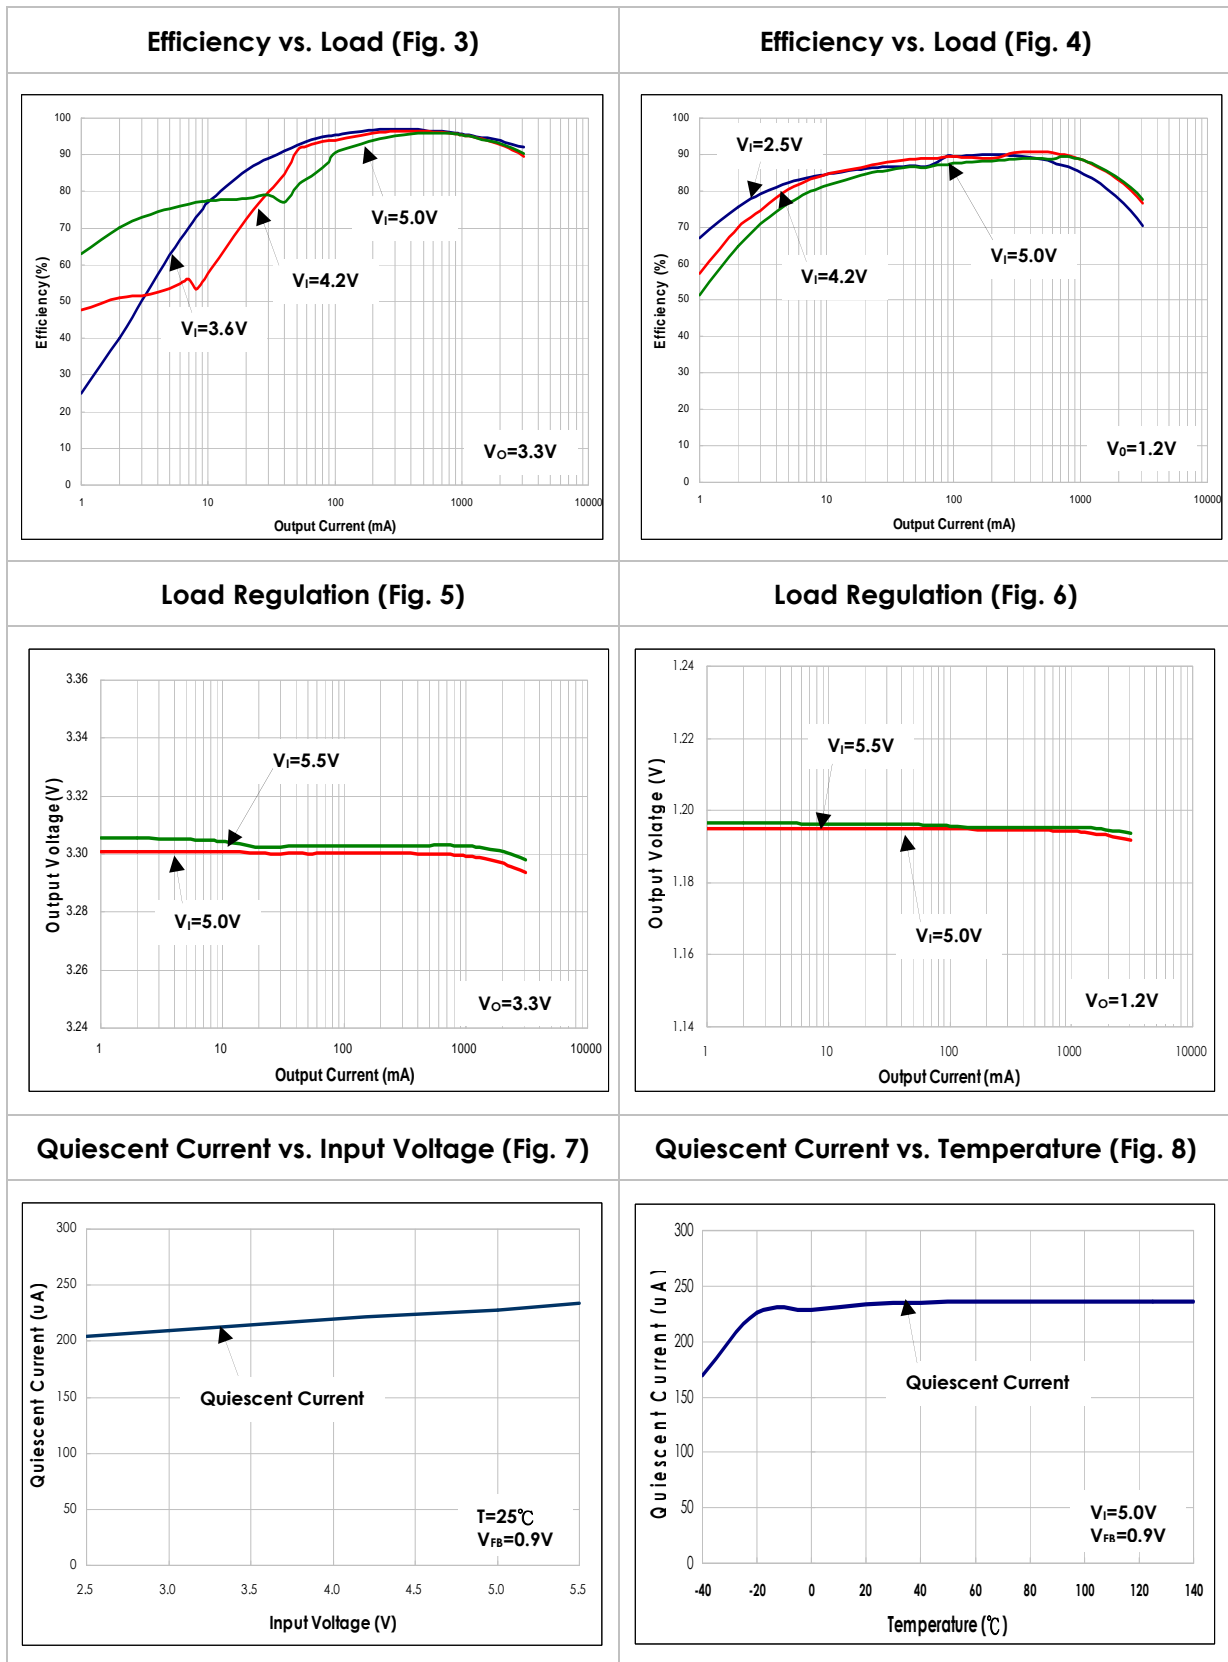 Efficiency vs. Load (Fig. 3)
Efficiency vs. Load (Fig. 4)
100
90
80
70
60
50
40
30
20
10
0
Efficiency(%)
VI=5.0V
VI=4.2V
VI=3.6V
VO=3.3V
1 10 100 1000 10000
Output Current (mA)
100
90
80
70
60
50
40
30
20
10
0
Efficiency (%)
VI=2.5V
VI=5.0V
VI=4.2V
V0=1.2V
1 10 100 1000 10000
Output Current (mA)
Load Regulation (Fig. 5)
Load Regulation (Fig. 6)
3.36
3.34
3.32
3.30
3.28
3.26
3.24
Output Voltage(V)
VI=5.5V
VI=5.0V
VO=3.3V
1 10 100 1000 10000
Output Current (mA)
1.24
1.22
1.20
1.18
1.16
1.14
Output Volatge (V)
VI=5.5V
VI=5.0V
VO=1.2V
1 10 100 1000 10000
Output Current (mA)
Quiescent Current vs. Input Voltage (Fig. 7)
Quiescent Current vs. Temperature (Fig. 8)
300
250
200
150
100
50
0
Quiescent Current (uA)
Quiescent Current
T=25℃
VFB=0.9V
2.5 3.0 3.5 4.0 4.5 5.0 5.5
Input Voltage (V)
300
250
200
150
100
50
0
Quiescent Current (uA)
Quiescent Current
VI=5.0V
VFB=0.9V
-40 -20 0 20 40 60 80 100 120 140
Temperature (℃)